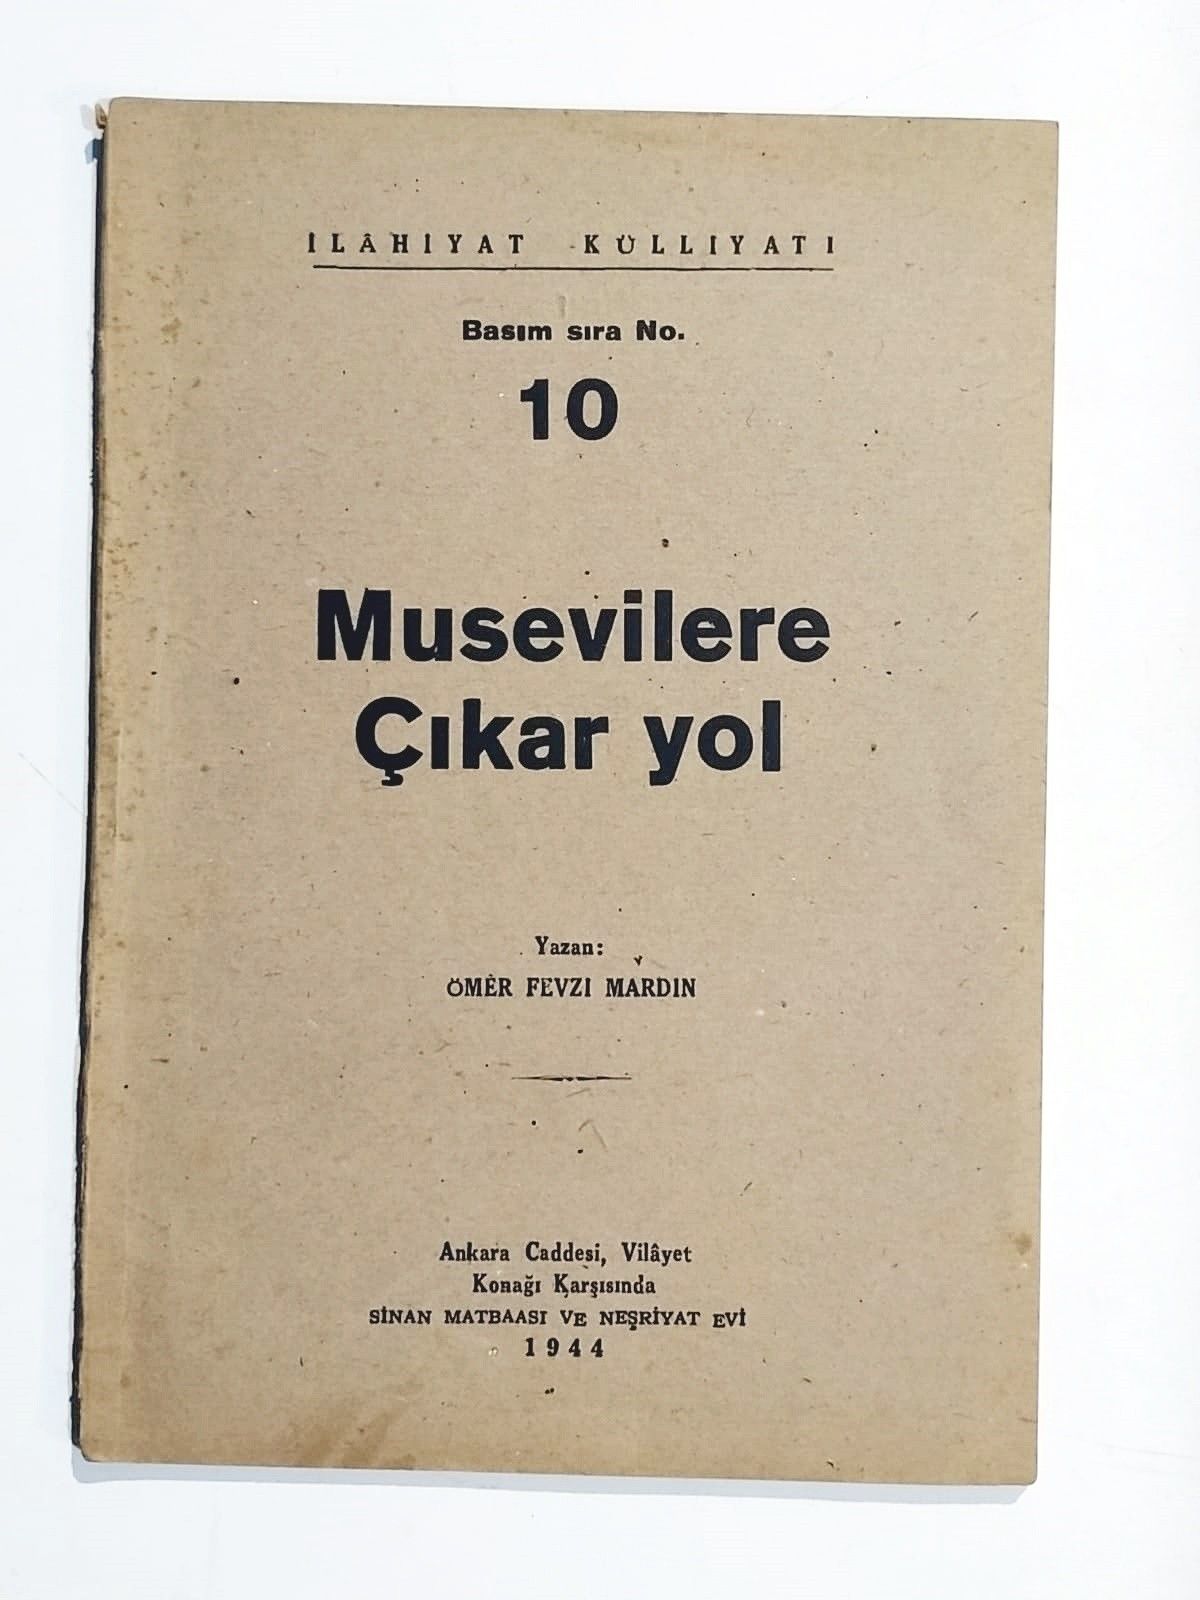 İLÂHİYAT KÜLLİYATI
Basım sıra No.
10
Musevilere
Çıkar yol
Yazan:
ÖMER FEVZI MARDIN
Ankara Caddesi, Vilâyet
Konağı Karşısında
SİNAN MATBAASI VE NEŞRİYAT EVİ
1944